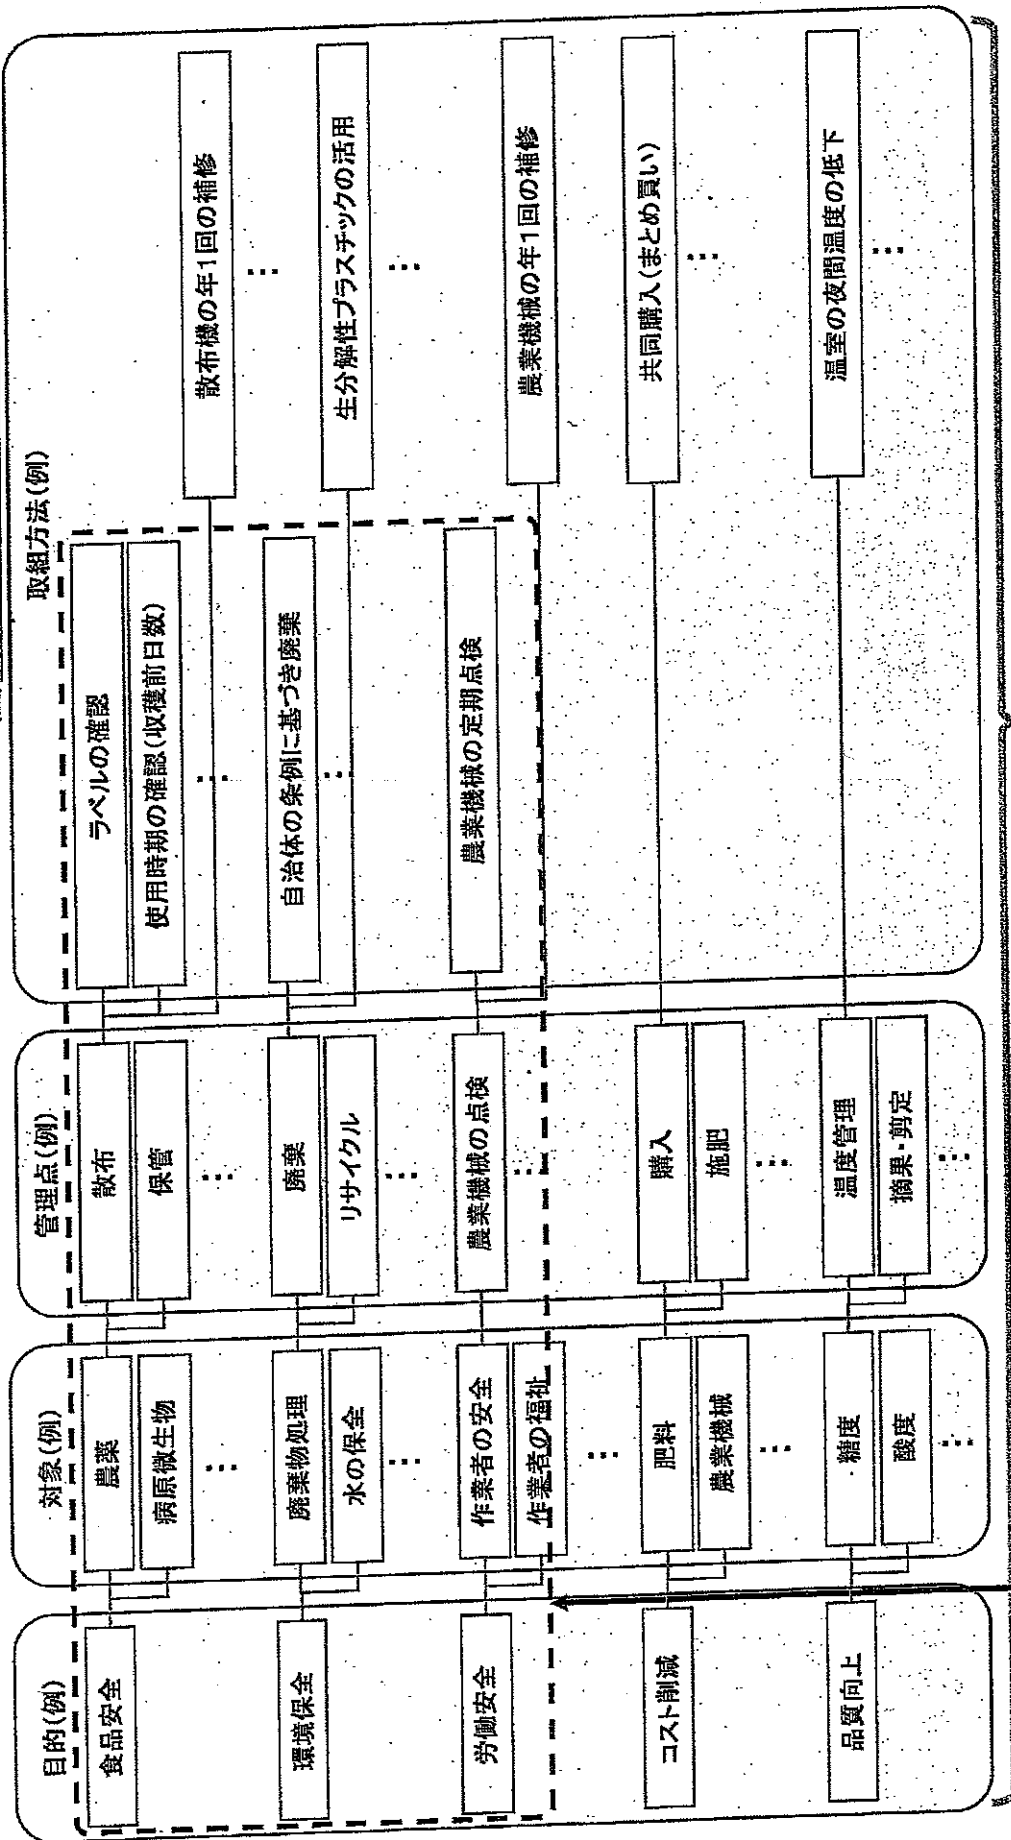 目的(例)
食品安全
環境保全
労働安全
コスト削減
品質向上
対象(例)
農薬
病原微生物
…
廃棄物処理
水の保全
…
作業者の安全
作業者の福祉
…
肥料
農業機械
…
糖度
酸度
…
管理点(例)
散布
保管
…
廃棄
リサイクル
…
農業機械の点検
…
購入
施肥
…
温度管理
摘果・剪定
…
取組方法(例)
ラベルの確認
使用時期の確認(収穫前日数)
…
自治体の条例に基づき廃棄
…
農業機械の定期点検
散布機の年1回の補修
…
生分解性プラスチックの活用
…
農業機械の年1回の補修
共同購入(まとめ買い)
…
温室の夜間温度の低下
…